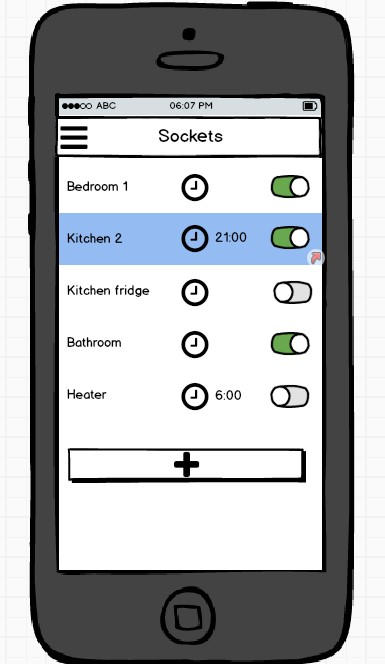 ABC 06:07 PM
Sockets
Bedroom 1
Kitchen 2 21:00
Kitchen fridge
Bathroom
Heater 6:00